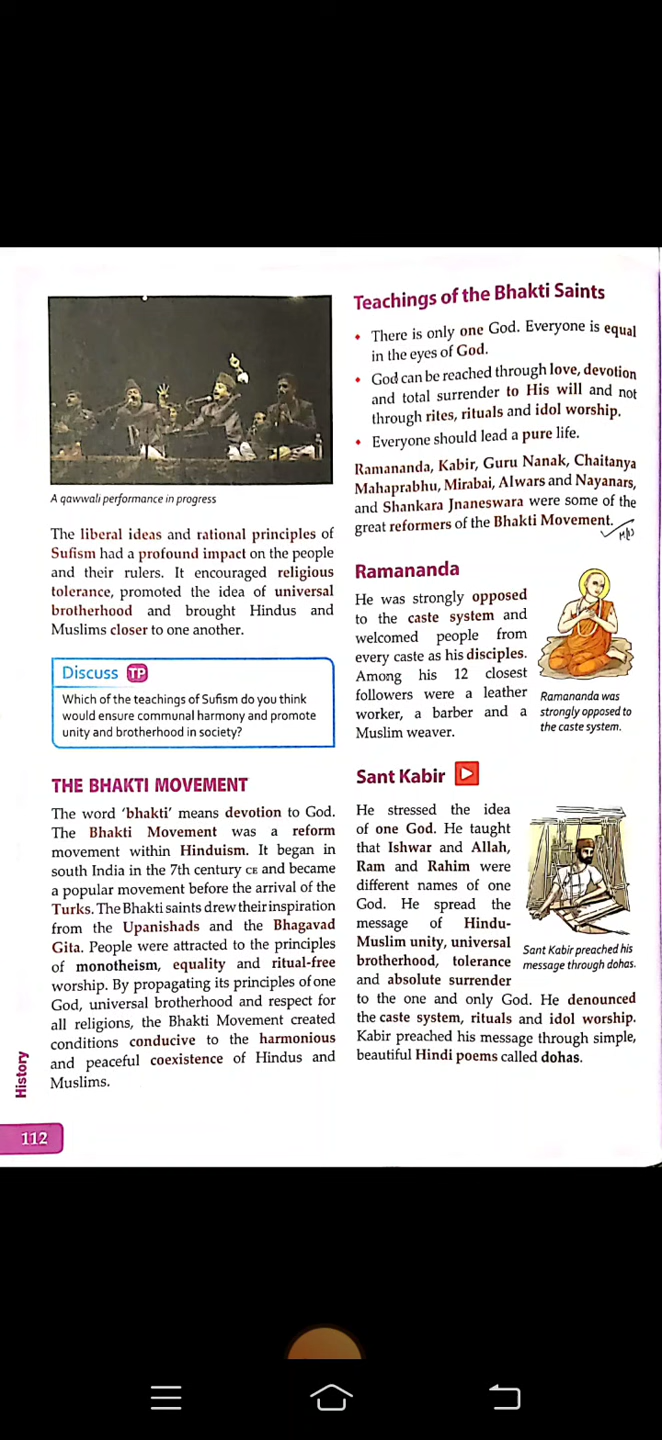 A qawwali performance in progress
The liberal ideas and rational principles of
Sufism had a profound impact on the people
and their rulers. It encouraged religious
tolerance, promoted the idea of universal
brotherhood and brought Hindus and
Muslims closer to one another.
Discuss TP
Which of the teachings of Sufism do you think
would ensure communal harmony and promote
unity and brotherhood in society?
THE BHAKTI MOVEMENT
The word 'bhakti' means devotion to God.
The Bhakti Movement was a reform
movement within Hinduism. It began in
south India in the 7th century CE and became
a popular movement before the arrival of the
Turks. The Bhakti saints drew their inspiration
from the Upanishads and the Bhagavad
Gita. People were attracted to the principles
of monotheism, equality and ritual-free
worship. By propagating its principles of one
God, universal brotherhood and respect for
all religions, the Bhakti Movement created
conditions conducive to the harmonious
and peaceful coexistence of Hindus and
Muslims.
History
112
Teachings of the Bhakti Saints
• There is only one God. Everyone is equal
in the eyes of God.
• God can be reached through love, devotion
and total surrender to His will and not
through rites, rituals and idol worship.
• Everyone should lead a pure life.
Ramananda, Kabir, Guru Nanak, Chaitanya
Mahaprabhu, Mirabai, Alwars and Nayanars,
and Shankara Jnaneswara were some of the
great reformers of the Bhakti Movement.
Ramananda
He was strongly opposed
to the caste system and
welcomed people from
every caste as his disciples.
Among his 12 closest
followers were a leather
worker, a barber and a
Muslim weaver.
Ramananda was
strongly opposed to
the caste system.
Sant Kabir
He stressed the idea
of one God. He taught
that Ishwar and Allah,
Ram and Rahim were
different names of one
God. He spread the
message of Hindu-
Muslim unity, universal
brotherhood, tolerance
and absolute surrender
to the one and only God. He denounced
the caste system, rituals and idol worship.
Kabir preached his message through simple,
beautiful Hindi poems called dohas.
Sant Kabir preached his
message through dohas.